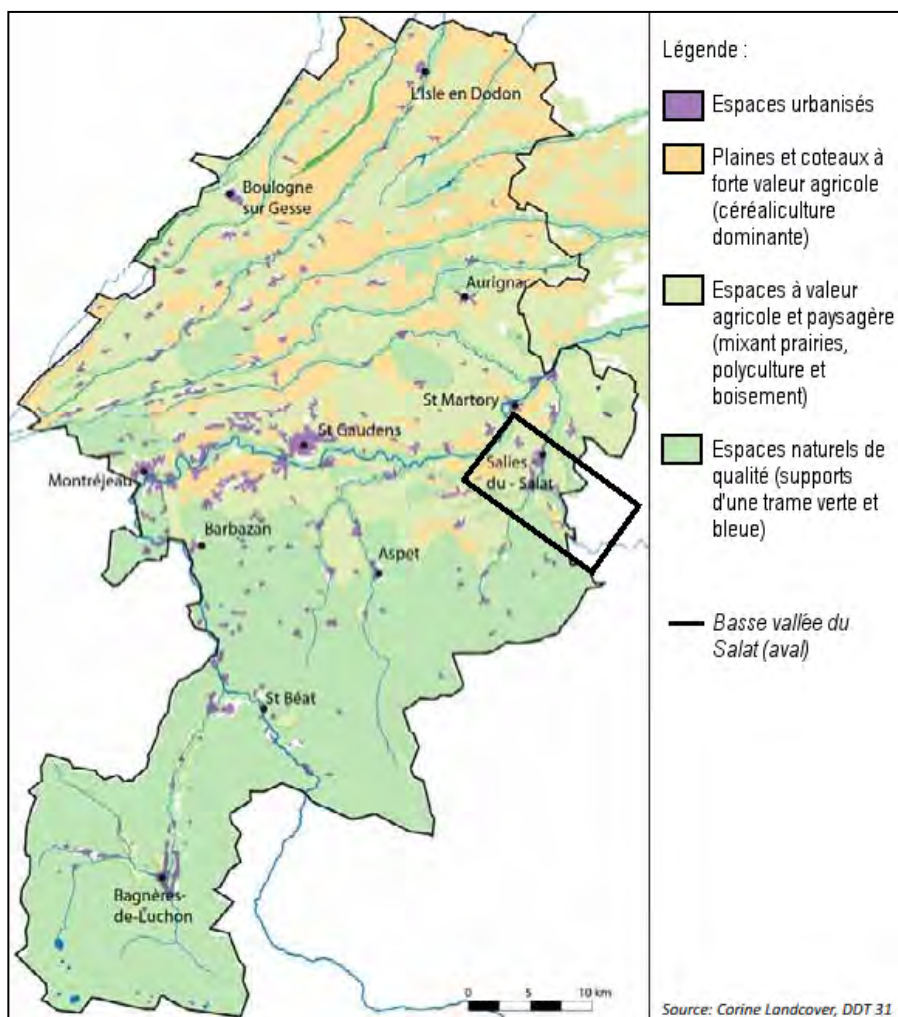 L'Isle en Dodon
Boulogne
sur Gesse
Aurignac
St Martory
St Gaudens
Salies
du - Salat
Montréjeau
Barbazan
Aspet
St Béat
Bagnères-
de-Luchon
0 5 10 km
Légende :
Espaces urbanisés
Plaines et coteaux à
forte valeur agricole
(céréaliculture
dominante)
Espaces à valeur
agricole et paysagère
(mixant prairies,
polyculture et
boisement)
Espaces naturels de
qualité (supports
d'une trame verte et
bleue)
Basse vallée du
Salat (aval)
Source: Corine Landcover, DDT 31